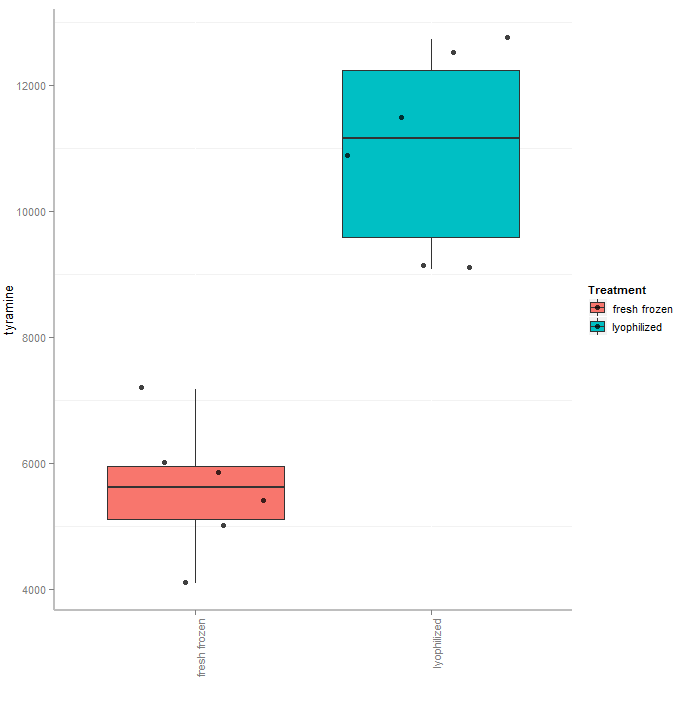 12000
10000
8000
6000
4000
tyramine
fresh frozen
lyophilized
Treatment
fresh frozen
lyophilized